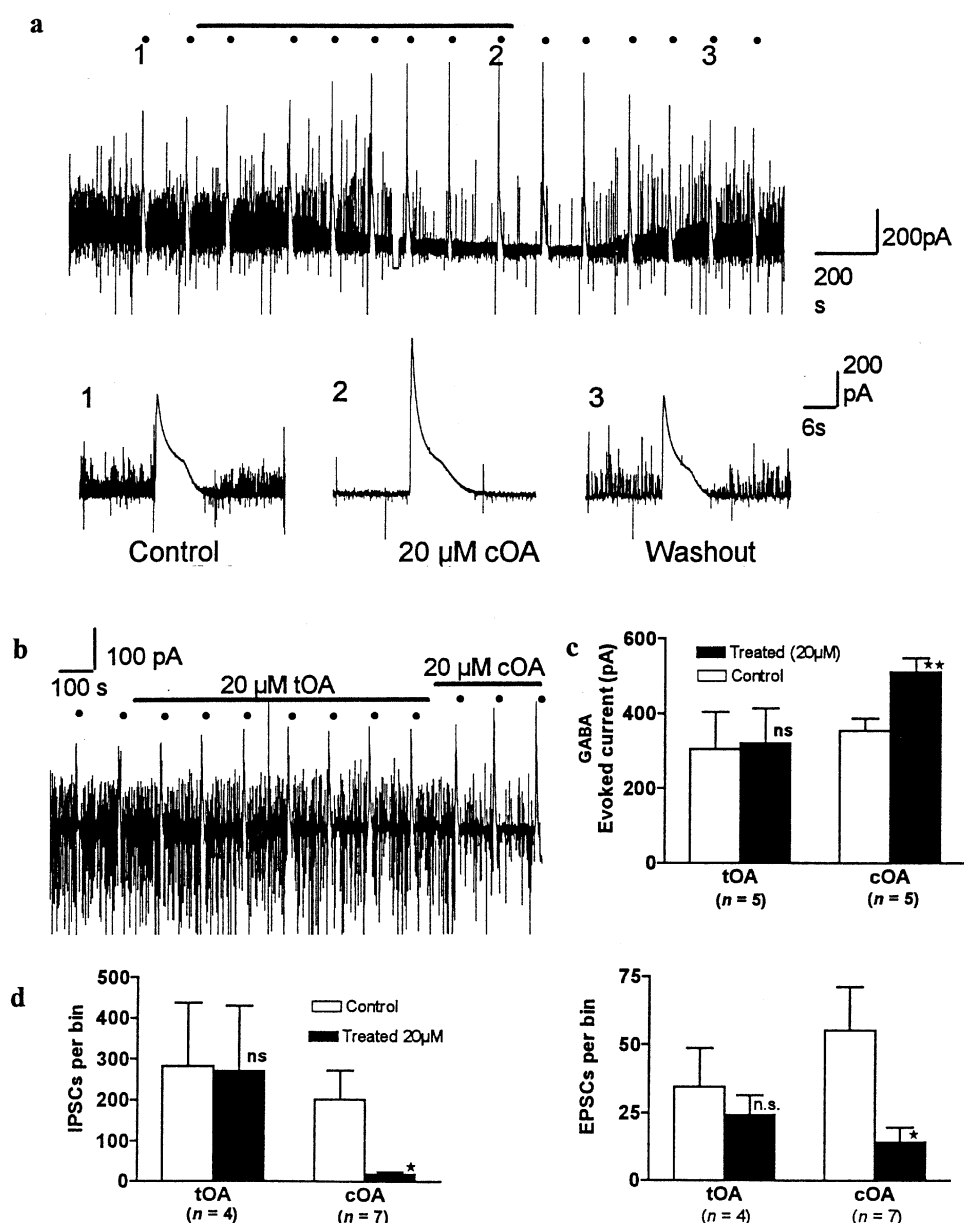 a
1 2 3
200pA
200
s
1 2 3
200
pA
6s
Control 20 µM cOA Washout
b
100 pA
100 s
20 µM tOA 20 µM cOA
c
GABA
Evoked current (pA)
600
400
200
0
Treated (20µM)
Control
ns
**
tOA cOA
(n = 5) (n = 5)
d
IPSCs per bin
500
400
300
200
100
0
Control
Treated 20µM
ns
*
tOA cOA
(n = 4) (n = 7)
EPSCs per bin
75
50
25
0
n.s.
*
tOA cOA
(n = 4) (n = 7)